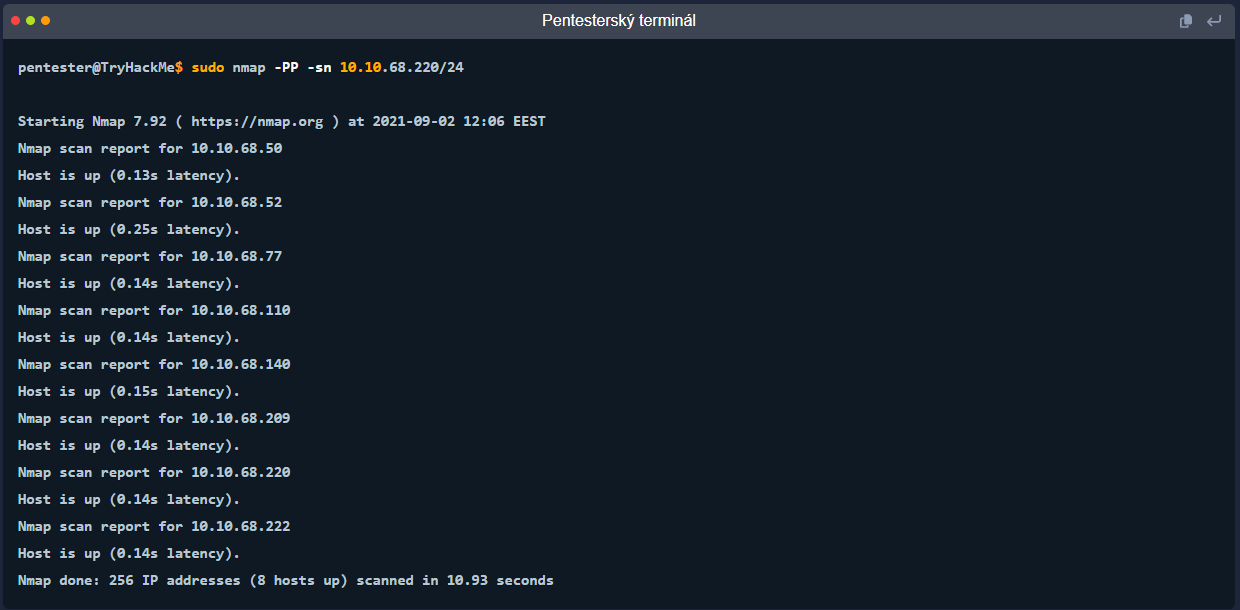 Pentesterský terminál
pentester@TryHackMe$ sudo nmap -PP -sn 10.10.68.220/24
Starting Nmap 7.92 ( https://nmap.org ) at 2021-09-02 12:06 EEST
Nmap scan report for 10.10.68.50
Host is up (0.13s latency).
Nmap scan report for 10.10.68.52
Host is up (0.25s latency).
Nmap scan report for 10.10.68.77
Host is up (0.14s latency).
Nmap scan report for 10.10.68.110
Host is up (0.14s latency).
Nmap scan report for 10.10.68.140
Host is up (0.15s latency).
Nmap scan report for 10.10.68.209
Host is up (0.14s latency).
Nmap scan report for 10.10.68.220
Host is up (0.14s latency).
Nmap scan report for 10.10.68.222
Host is up (0.14s latency).
Nmap done: 256 IP addresses (8 hosts up) scanned in 10.93 seconds